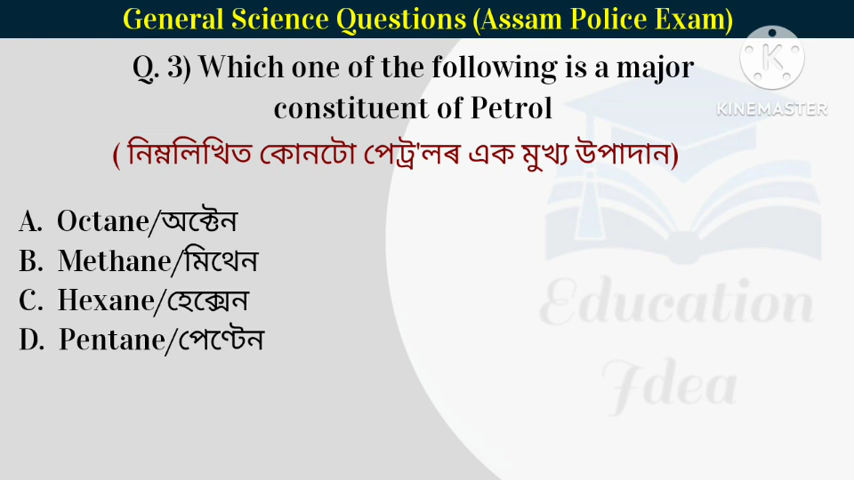 General Science Questions (Assam Police Exam)
Q. 3) Which one of the following is a major
constituent of Petrol
( নিম্নলিখিত কোনটো পেট্ৰ'লৰ এক মুখ্য উপাদান)
A. Octane/অক্টেন
B. Methane/মিথেন
C. Hexane/হেক্সেন
D. Pentane/পেণ্টেন
K
KINEMASTER
Education
Idea